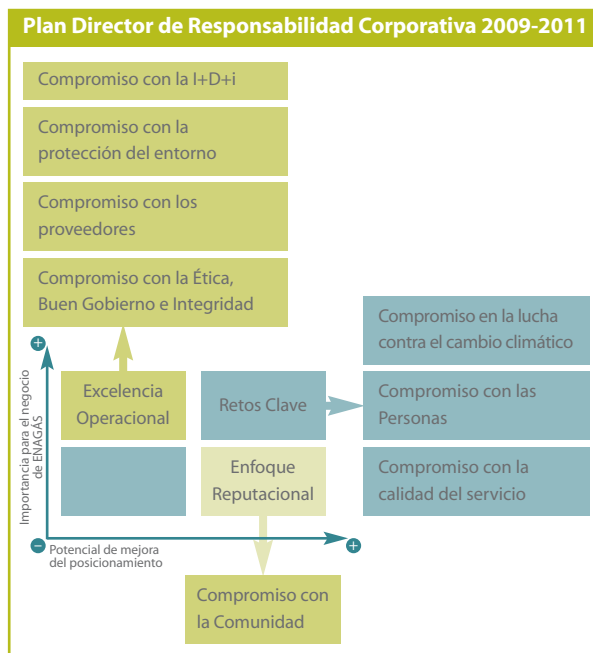 Plan Director de Responsabilidad Corporativa 2009-2011
Compromiso con la I+D+i
Compromiso con la
protección del entorno
Compromiso con los
proveedores
Compromiso con la Ética,
Buen Gobierno e Integridad
Compromiso en la lucha
contra el cambio climático
Compromiso con las
Personas
Compromiso con la
calidad del servicio
Excelencia
Operacional
Retos Clave
Enfoque
Reputacional
Importancia para el negocio
de ENAGÁS
+
−
+
Potencial de mejora
del posicionamiento
Compromiso con
la Comunidad